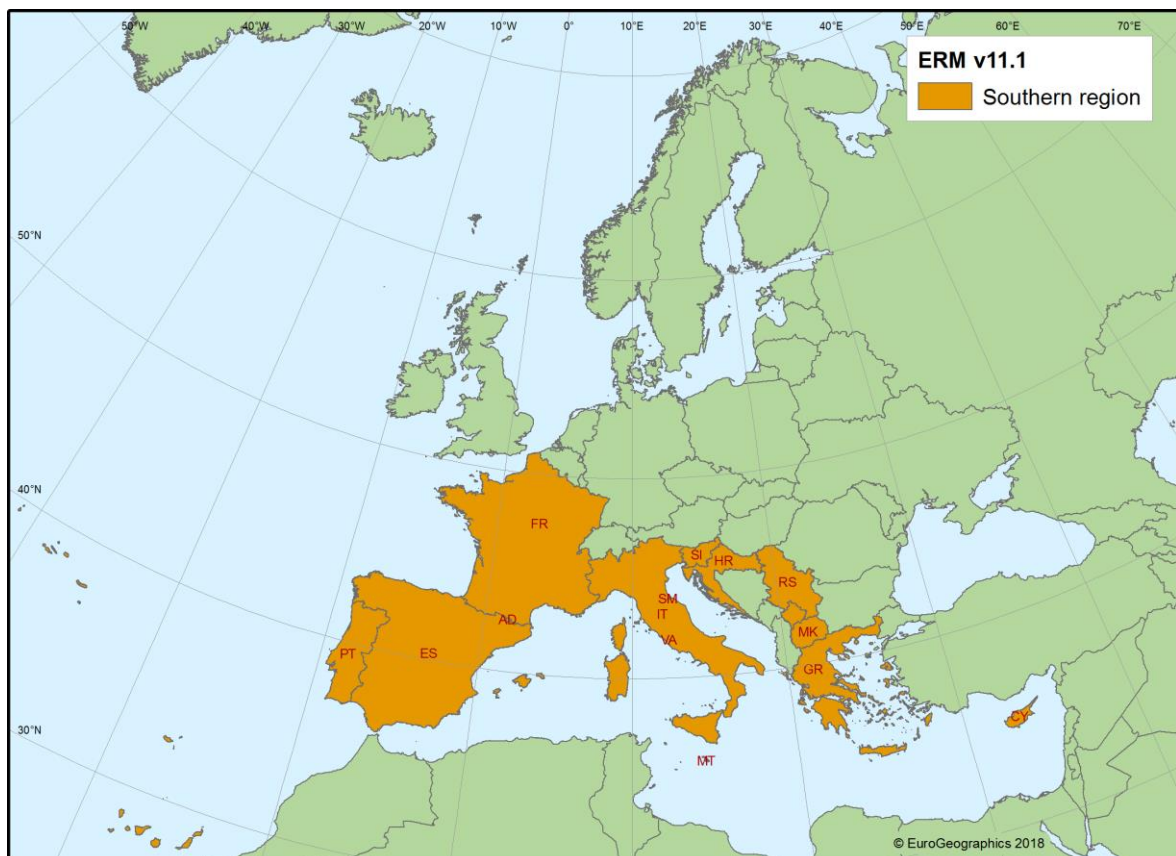 50°W
40°W
30°W
20°W
10°W
0°
10°E
20°E
30°E
40°E
50°E
60°E
70°E
ERM v11.1
Southern region
50°N
40°N
30°N
FR
SI
HR
RS
SM
IT
AD
VA
MK
PT
ES
GR
CY
MT
© EuroGeographics 2018